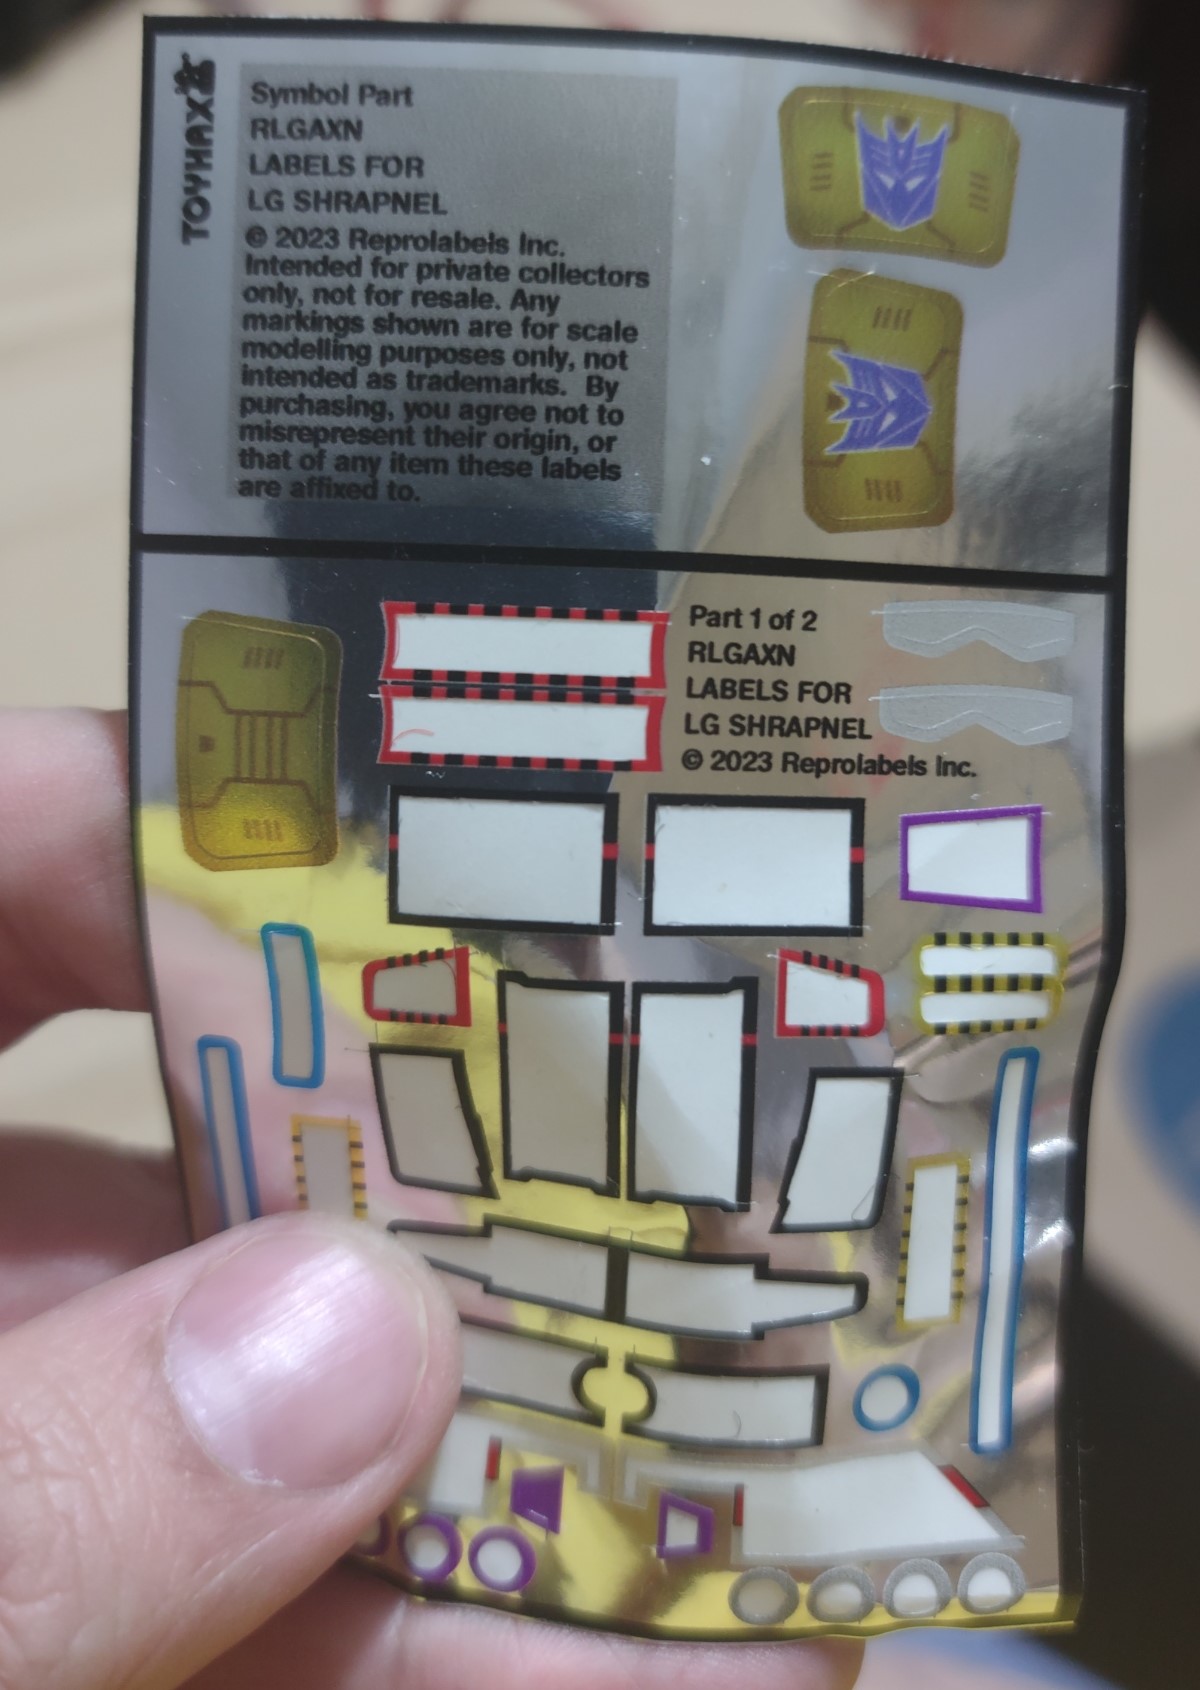 TOYHAX
Symbol Part
RLGAXN
LABELS FOR
LG SHRAPNEL
© 2023 Reprolabels Inc.
Intended for private collectors
only, not for resale. Any
markings shown are for scale
modelling purposes only, not
intended as trademarks. By
purchasing, you agree not to
misrepresent their origin, or
that of any item these labels
are affixed to.
Part 1 of 2
RLGAXN
LABELS FOR
LG SHRAPNEL
© 2023 Reprolabels Inc.